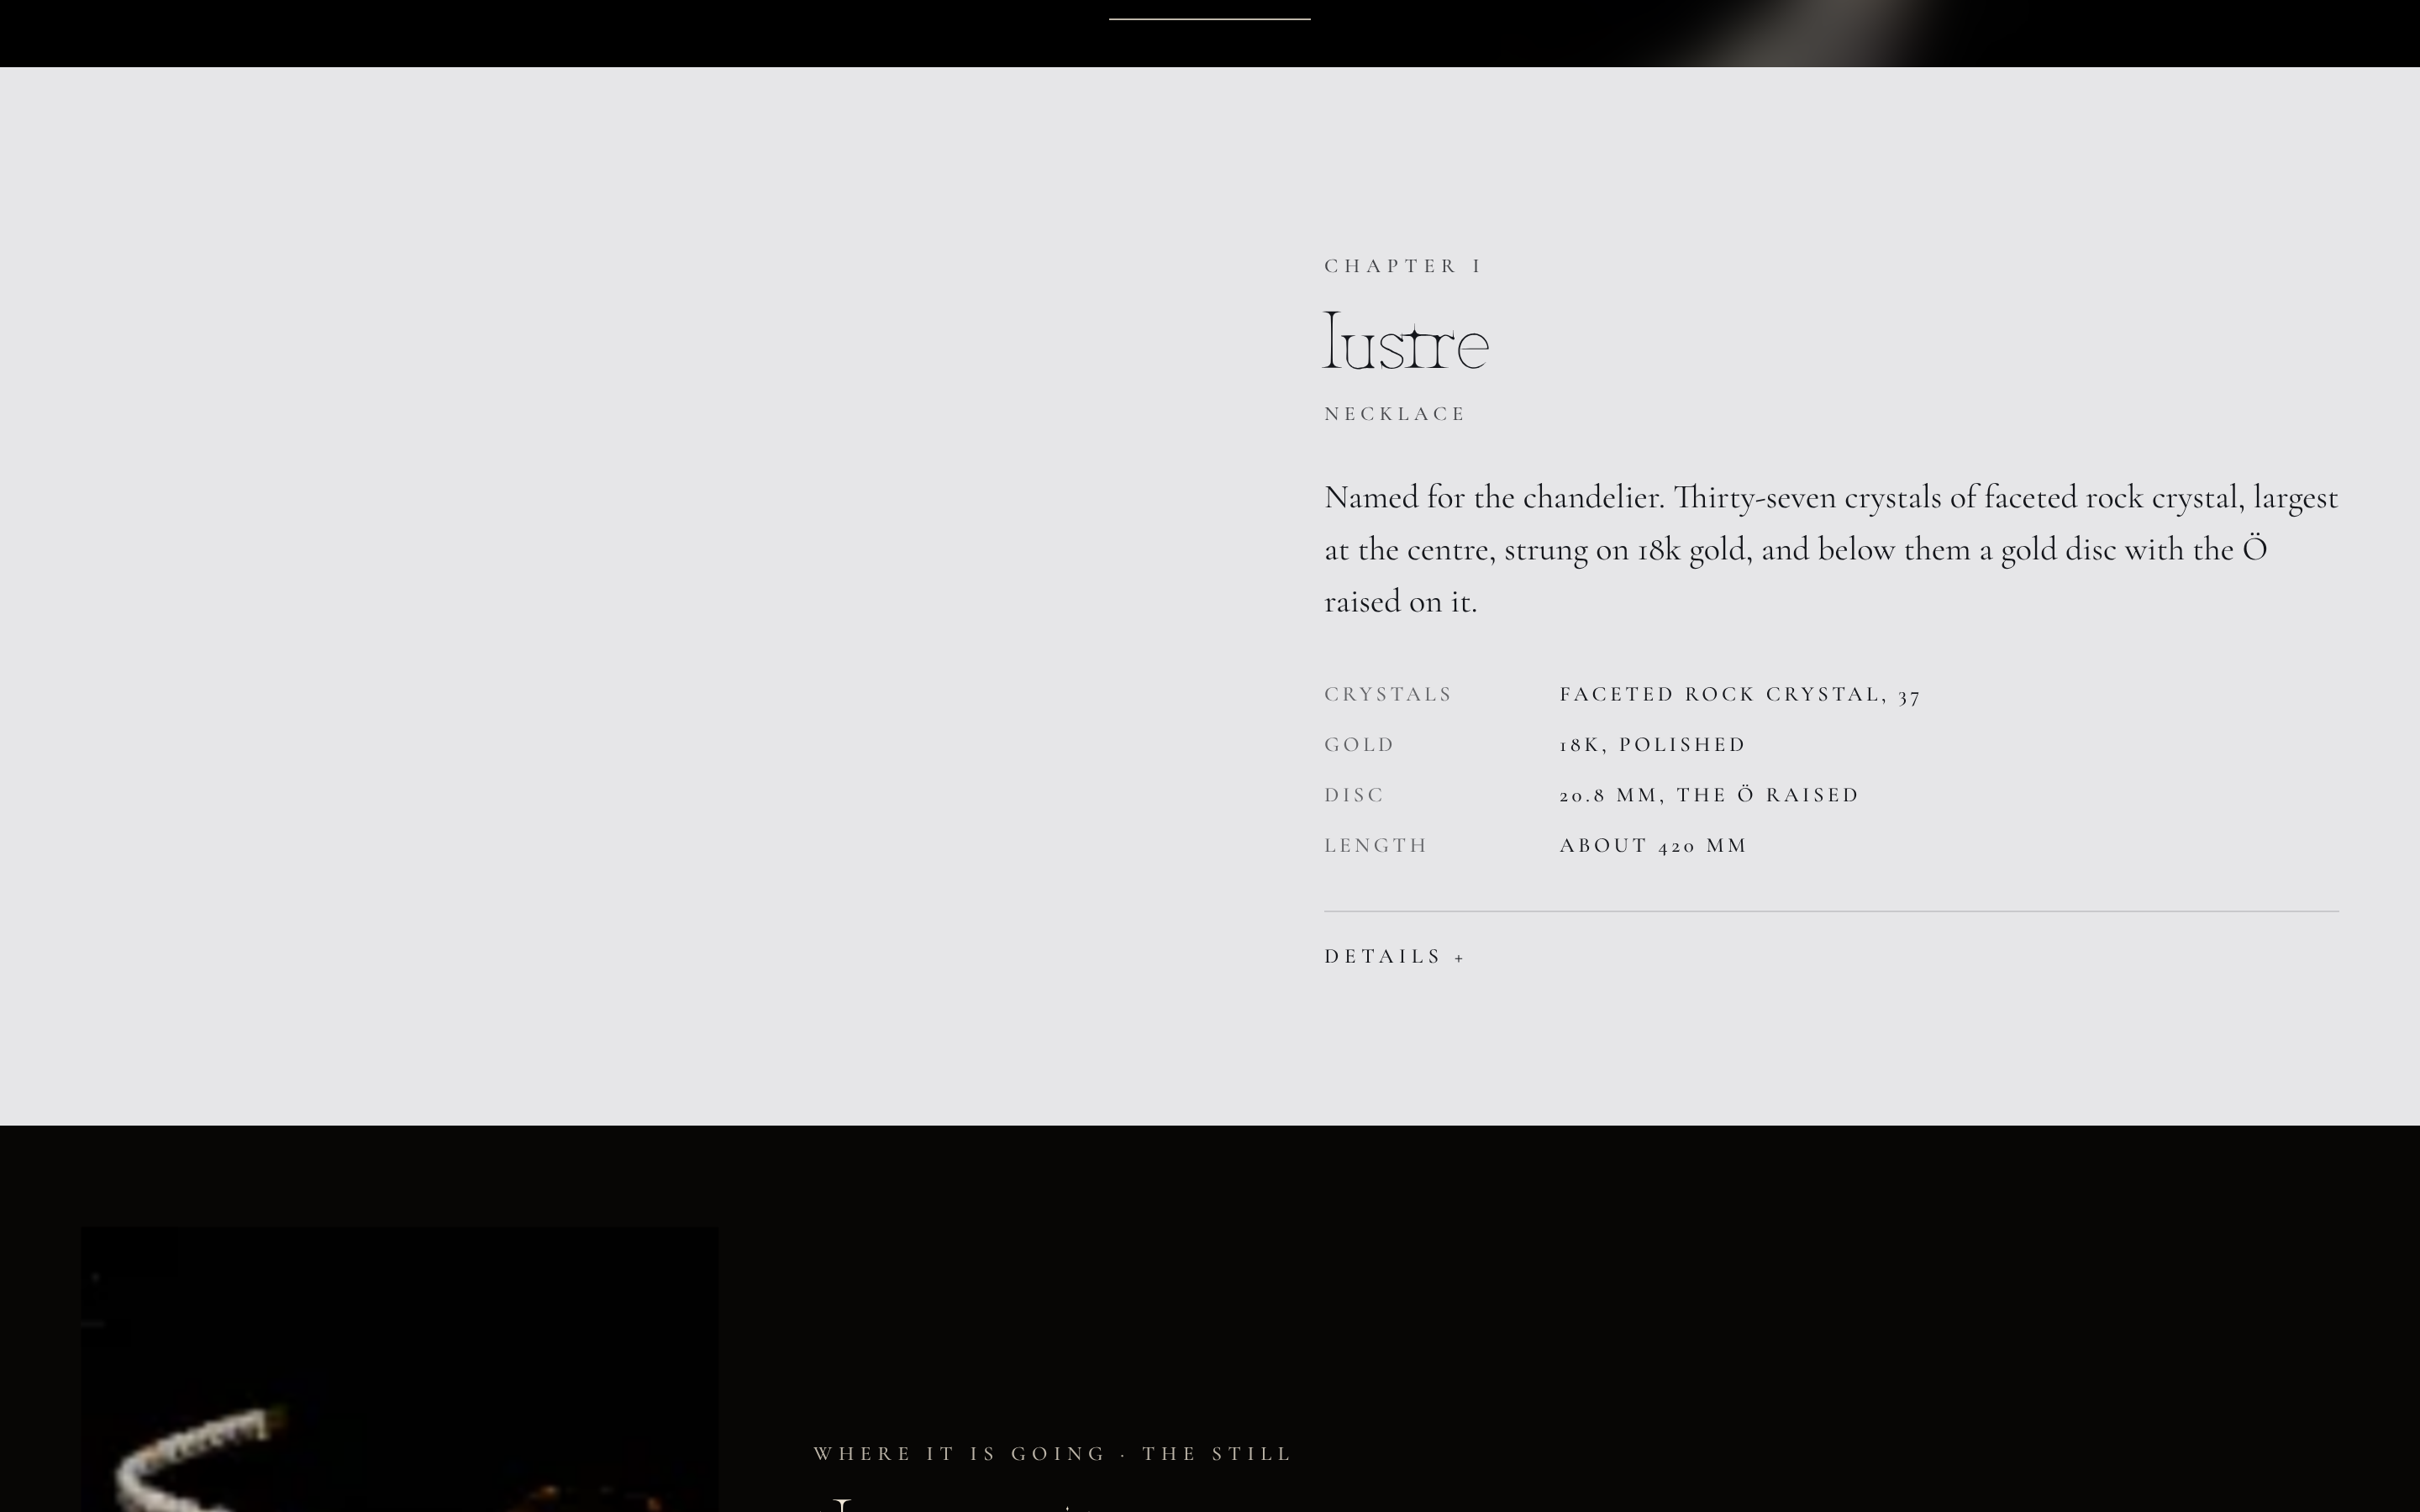 CHAPTER I
lustre
NECKLACE
Named for the chandelier. Thirty-seven crystals of faceted rock crystal, largest
at the centre, strung on 18k gold, and below them a gold disc with the Ö
raised on it.
CRYSTALS FACETED ROCK CRYSTAL, 37
GOLD 18K, POLISHED
DISC 20.8 MM, THE Ö RAISED
LENGTH ABOUT 420 MM
DETAILS +
WHERE IT IS GOING · THE STILL